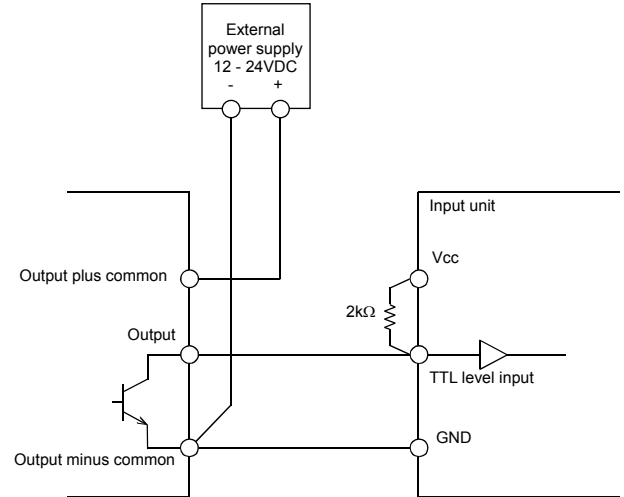 External
power supply
12 - 24VDC
- +
Input unit
Vcc
Output plus common
2kΩ
Output
TTL level input
GND
Output minus common